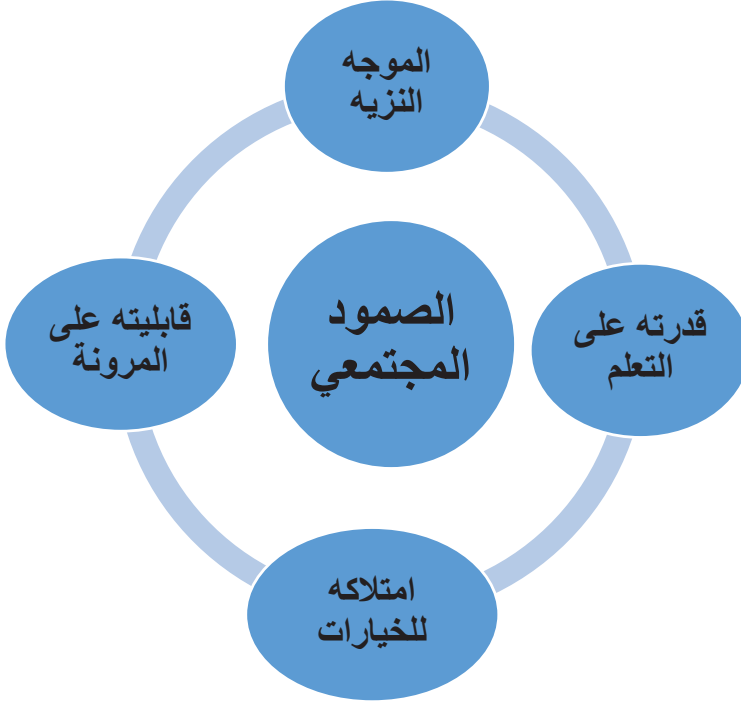 الموجه
النزيه
قدرته على
التعلم
الصمود
المجتمعي
قابليته على
المرونة
امتلاكه
للخيارات